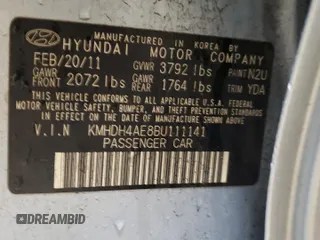 MANUFACTURED IN KOREA BY
HYUNDAI MOTOR COMPANY
FEB/20/11 GVWR 3792 lbs PAINT N2U
GAWR FRONT 2072 lbs GAWR REAR 1764 lbs TRIM YDA
THIS VEHICLE CONFORMS TO ALL APPLICABLE
U.S. FEDERAL MOTOR VEHICLE SAFETY, BUMPER,
AND THEFT PREVENTION STANDARDS
IN EFFECT ON THE DATE OF MANUFACTURE SHOWN ABOVE.
V.I.N KMHDH4AE8BU111141
PASSENGER CAR
DREAMBID